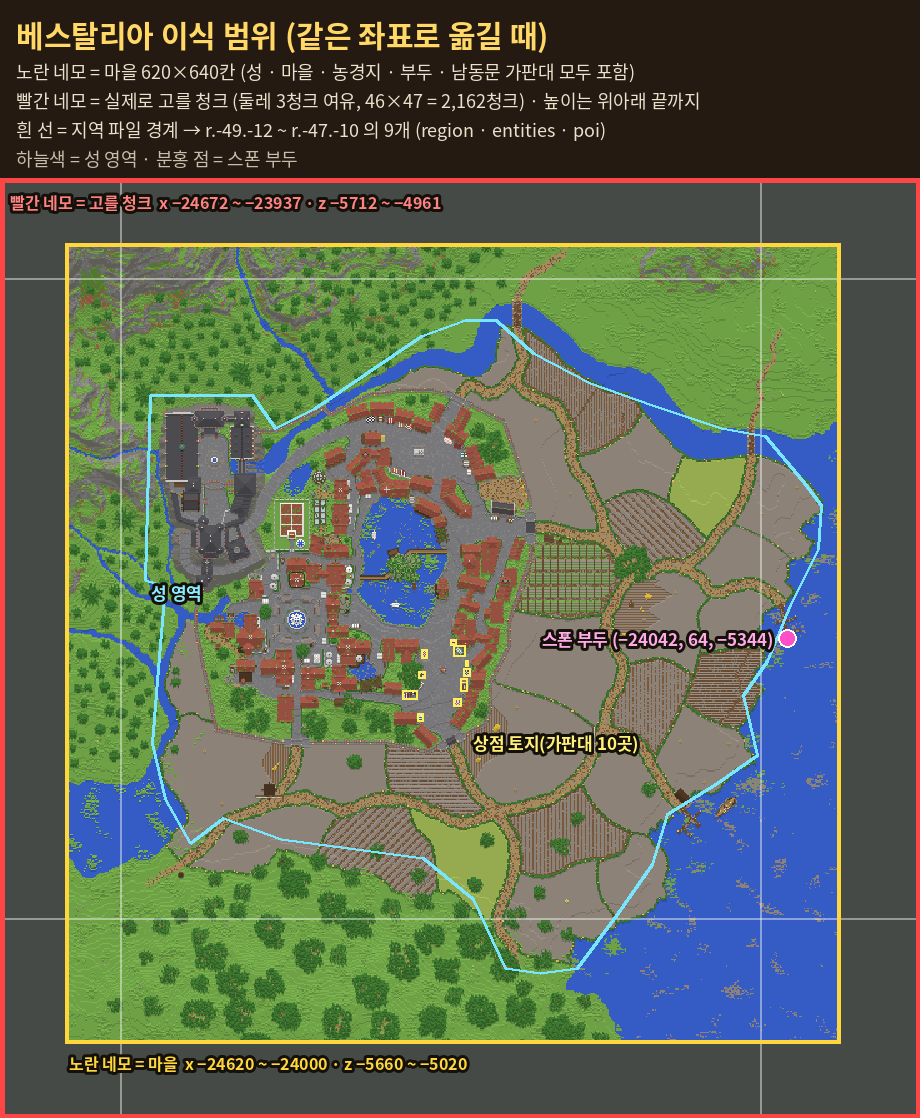 베스탈리아 이식 범위 (같은 좌표로 옮길 때)
노란 네모 = 마을 620×640칸 (성 · 마을 · 농경지 · 부두 · 남동문 가판대 모두 포함)
빨간 네모 = 실제로 고를 청크 (둘레 3청크 여유, 46×47 = 2,162청크) · 높이는 위아래 끝까지
흰 선 = 지역 파일 경계 → r.-49.-12 ~ r.-47.-10 의 9개 (region · entities · poi)
하늘색 = 성 영역 · 분홍 점 = 스폰 부두
빨간 네모 = 고를 청크 x −24672 ~ −23937 · z −5712 ~ −4961
성 영역
스폰 부두 (−24042, 64, −5344)
상점 토지(가판대 10곳)
노란 네모 = 마을 x −24620 ~ −24000 · z −5660 ~ −5020